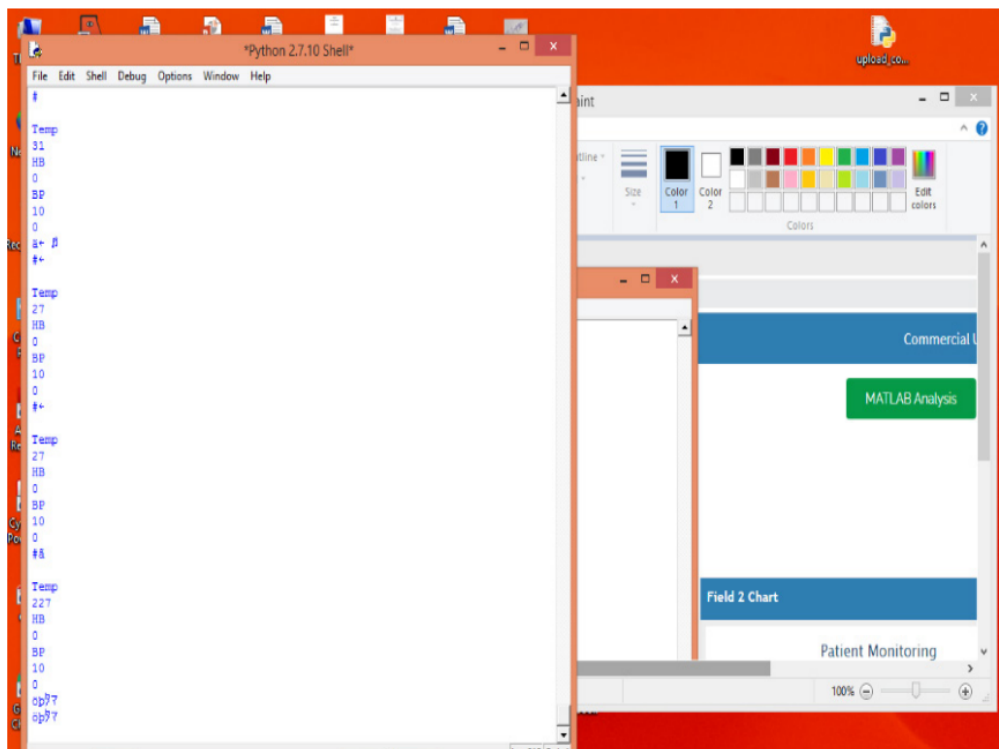 *Python 2.7.10 Shell*
File Edit Shell Debug Options Window Help
#
Temp
31
HB
0
BP
10
0
#←
Temp
27
HB
0
BP
10
0
#←
Temp
27
HB
0
BP
10
0
#ä
Temp
227
HB
0
BP
10
0
upload_co...
aint
utline
Size
Color 1
Color 2
Edit colors
Colors
Commercial U
MATLAB Analysis
Field 2 Chart
Patient Monitoring
100%